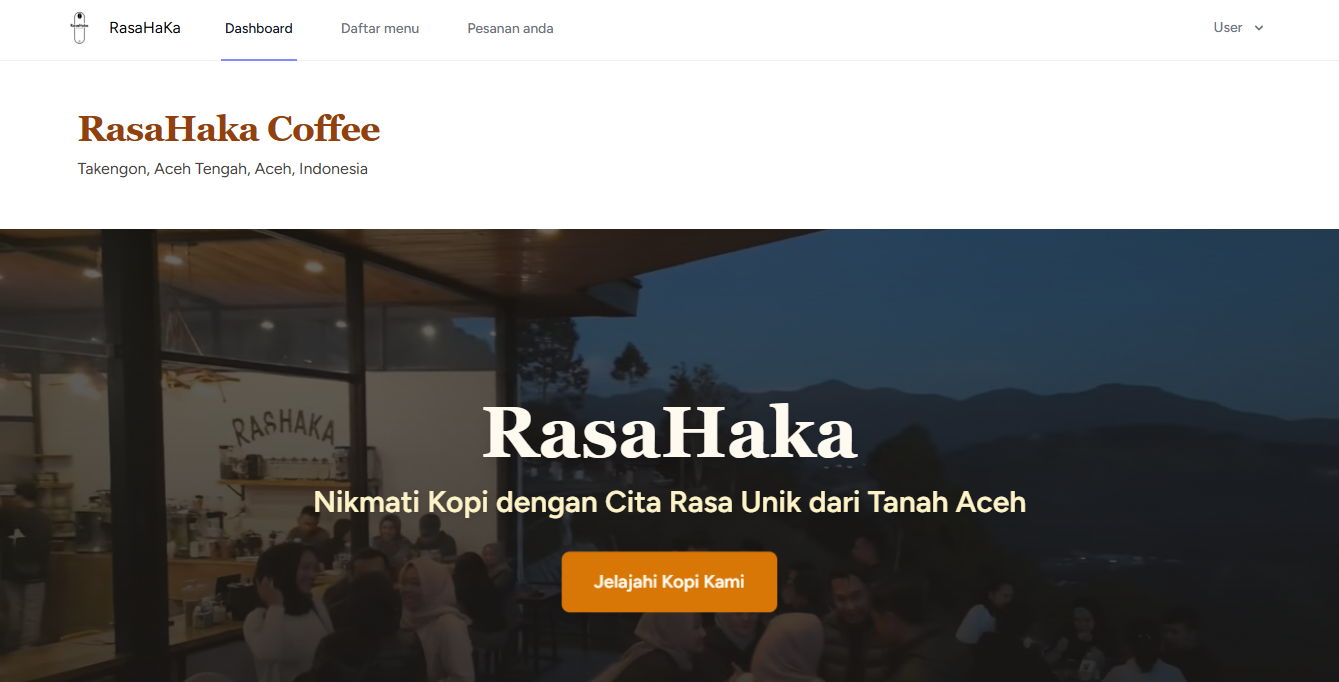 RasaHaKa
Dashboard
Daftar menu
Pesanan anda
User
RasaHaka Coffee
Takengon, Aceh Tengah, Aceh, Indonesia
RASHAKA
RasaHaka
Nikmati Kopi dengan Cita Rasa Unik dari Tanah Aceh
Jelajahi Kopi Kami